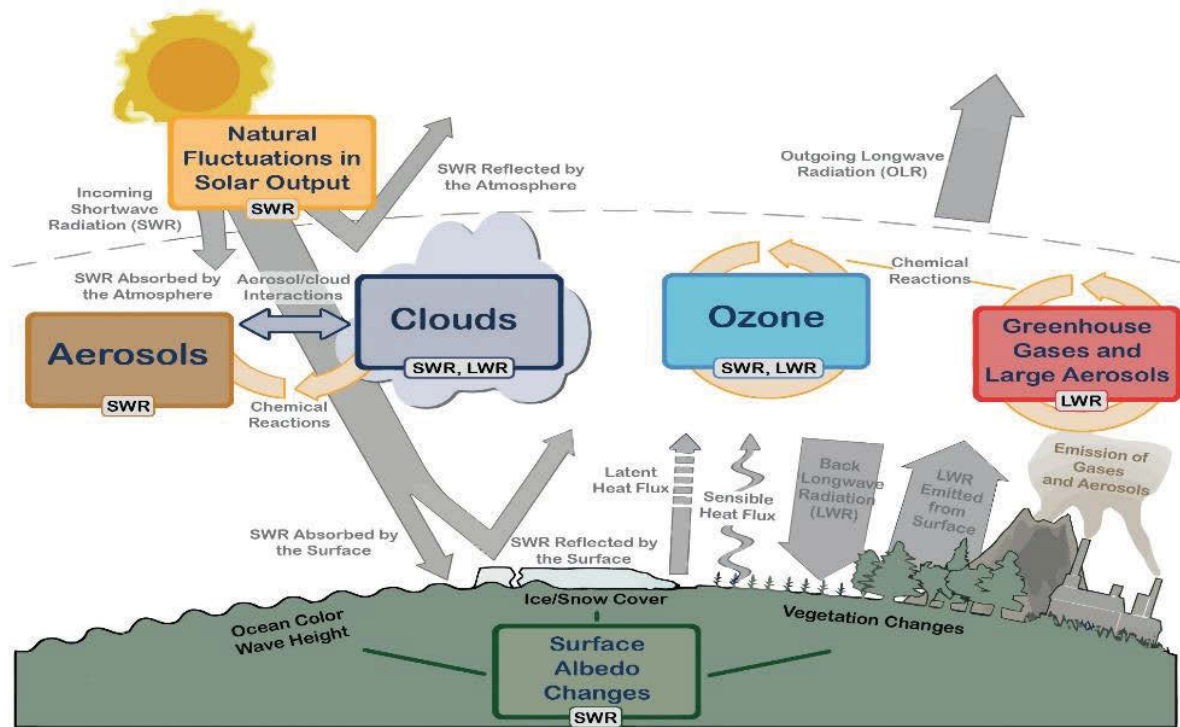 Natural
Fluctuations in
Solar Output
SWR
SWR Reflected by
the Atmosphere
Outgoing Longwave
Radiation (OLR)
Incoming
Shortwave
Radiation (SWR)
SWR Absorbed by
the Atmosphere
Aerosol/cloud
Interactions
Chemical
Reactions
Aerosols
SWR
Clouds
SWR, LWR
Ozone
SWR, LWR
Greenhouse
Gases and
Large Aerosols
LWR
Chemical
Reactions
Latent
Heat Flux
Sensible
Heat Flux
Back
Longwave
Radiation
(LWR)
LWR
Emitted
from
Surface
Emission of
Gases
and Aerosols
SWR Absorbed by
the Surface
SWR Reflected by
the Surface
Ocean Color
Wave Height
Ice/Snow Cover
Vegetation Changes
Surface
Albedo
Changes
SWR